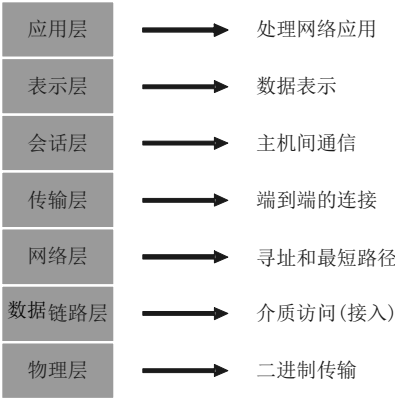 应用层 处理网络应用
表示层 数据表示
会话层 主机间通信
传输层 端到端的连接
网络层 寻址和最短路径
数据链路层 介质访问(接入)
物理层 二进制传输